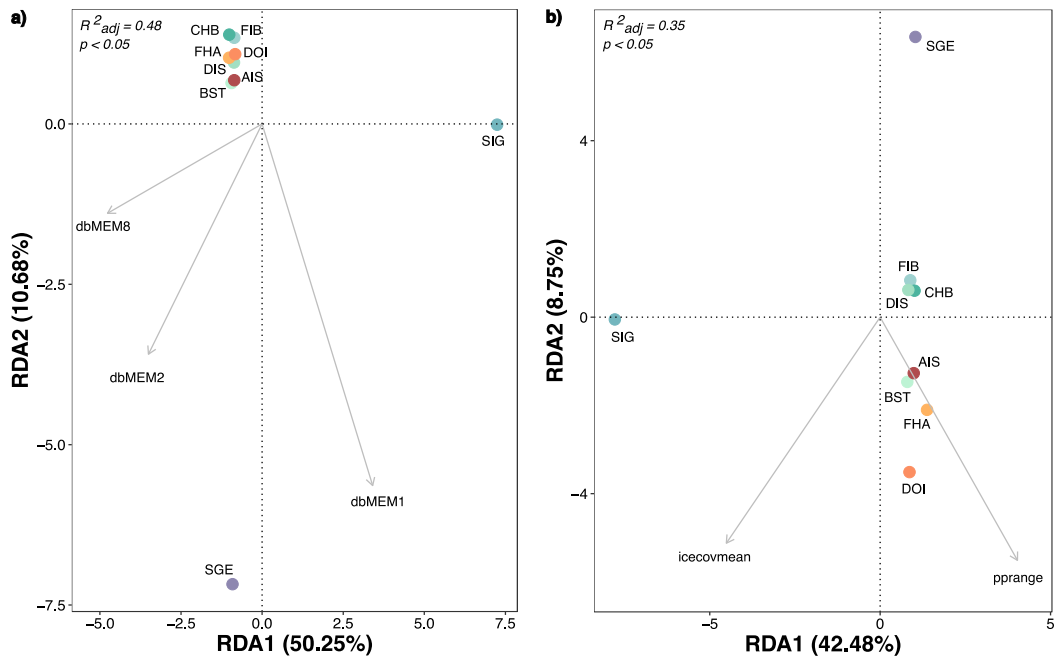 a)
R²adj = 0.48
p < 0.05
CHB
FIB
FHA
DOI
DIS
AIS
BST
SIG
dbMEM8
dbMEM2
dbMEM1
SGE
0.0
−2.5
−5.0
−7.5
−5.0
−2.5
0.0
2.5
5.0
7.5
RDA2 (10.68%)
RDA1 (50.25%)
b)
R²adj = 0.35
p < 0.05
SGE
FIB
CHB
DIS
SIG
AIS
BST
FHA
DOI
icecovmean
pprange
4
0
−4
−5
0
5
RDA2 (8.75%)
RDA1 (42.48%)